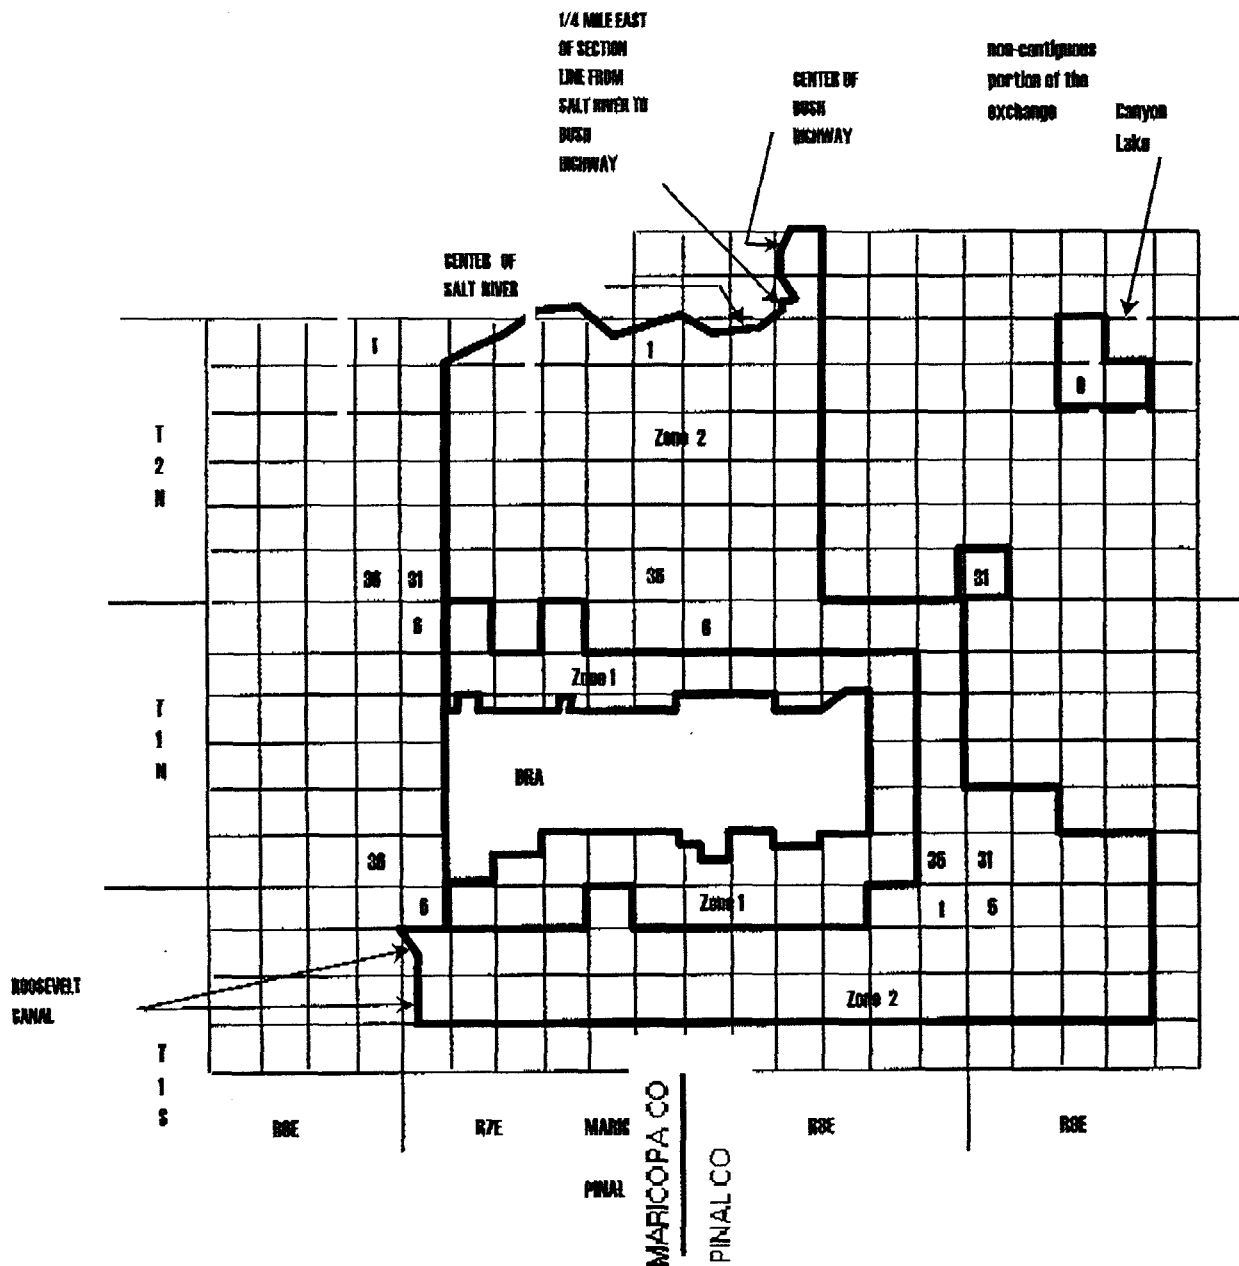 1/4 MILE EAST
OF SECTION
LINE FROM
SALT RIVER TO
BUSH
HIGHWAY
CENTER OF
BUSH
HIGHWAY
non-contiguous
portion of the
exchange
Canyon
Lake
CENTER OF
SALT RIVER
1
1
8
Zone 2
T
2
N
36
31
35
31
6
6
Zone 1
T
1
N
BRA
36
35
31
6
Zone 1
1
6
ROOSEVELT
CANAL
Zone 2
T
1
S
R6E
R7E
MARIC
R8E
R9E
PINAL
MARICOPA CO
PINAL CO